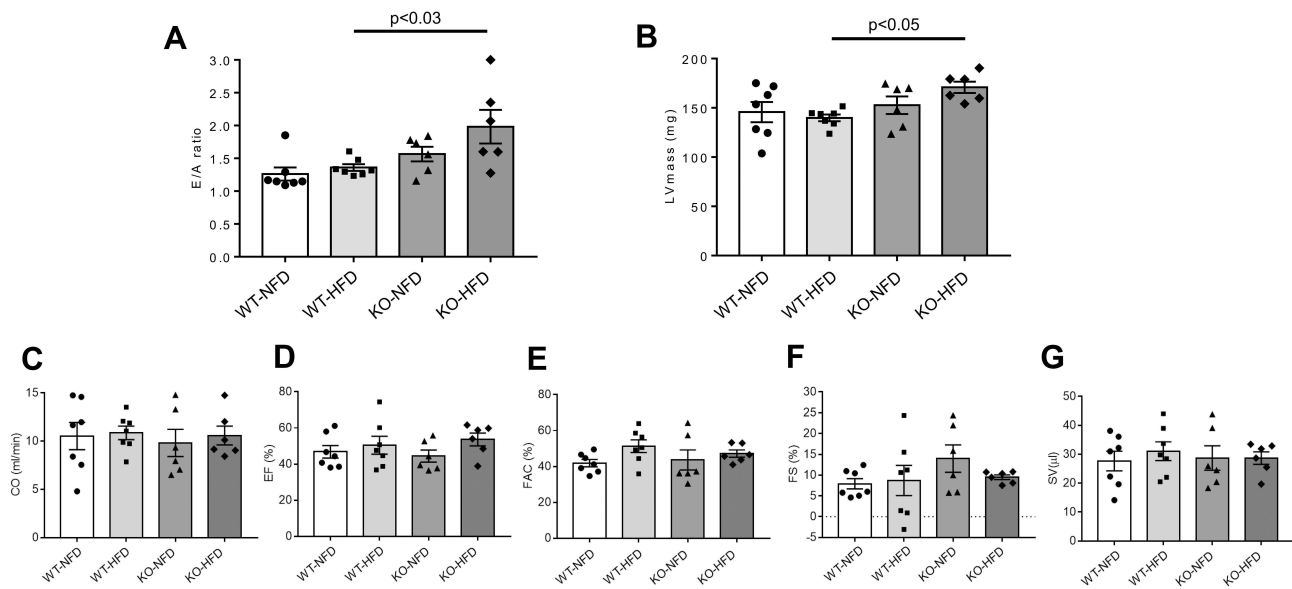 A
p<0.03
E/A ratio
3.0
2.5
2.0
1.5
1.0
0.5
0.0
WT-NFD
WT-HFD
KO-NFD
KO-HFD
B
p<0.05
LVmass (mg)
200
150
100
50
0
WT-NFD
WT-HFD
KO-NFD
KO-HFD
C
CO (ml/min)
15
10
5
0
WT-NFD
WT-HFD
KO-NFD
KO-HFD
D
EF (%)
80
60
40
20
0
WT-NFD
WT-HFD
KO-NFD
KO-HFD
E
FAC (%)
80
60
40
20
0
WT-NFD
WT-HFD
KO-NFD
KO-HFD
F
FS (%)
30
25
20
15
10
5
0
-5
WT-NFD
WT-HFD
KO-NFD
KO-HFD
G
SV(µl)
50
40
30
20
10
0
WT-NFD
WT-HFD
KO-NFD
KO-HFD